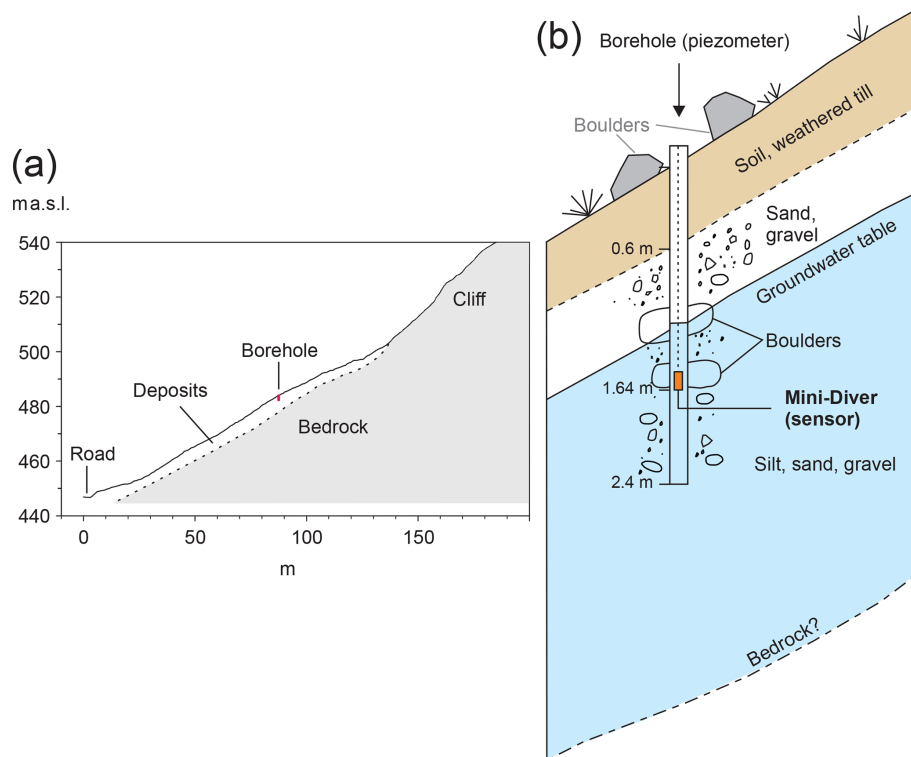 (a)
m a.s.l.
540
520
500
480
460
440
0
50
100
150
m
Road
Deposits
Borehole
Bedrock
Cliff
(b)
Borehole (piezometer)
Boulders
Soil, weathered till
Sand,
gravel
0.6 m
Groundwater table
Boulders
1.64 m
Mini-Diver
(sensor)
Silt, sand, gravel
2.4 m
Bedrock?